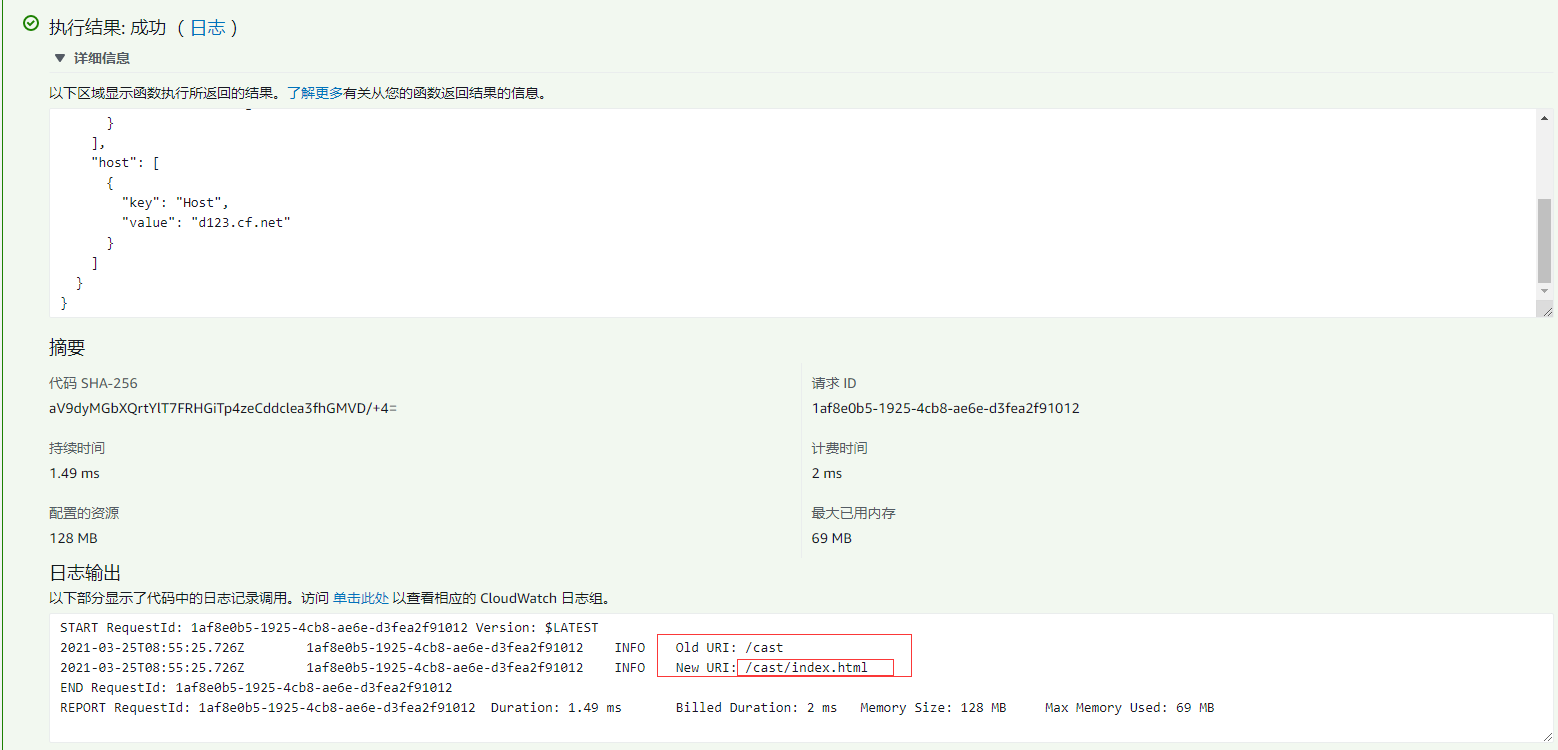 执行结果: 成功 （ 日志 ）
▼ 详细信息
以下区域显示函数执行所返回的结果。了解更多有关从您的函数返回结果的信息。
}
],
"host": [
{
"key": "Host",
"value": "d123.cf.net"
}
]
}
}
摘要
代码 SHA-256
aV9dyMGbXQrtYlT7FRHGiTp4zeCddclea3fhGMVD/+4=
请求 ID
1af8e0b5-1925-4cb8-ae6e-d3fea2f91012
持续时间
1.49 ms
计费时间
2 ms
配置的资源
128 MB
最大已用内存
69 MB
日志输出
以下部分显示了代码中的日志记录调用。访问 单击此处 以查看相应的 CloudWatch 日志组。
START RequestId: 1af8e0b5-1925-4cb8-ae6e-d3fea2f91012 Version: $LATEST
2021-03-25T08:55:25.726Z 1af8e0b5-1925-4cb8-ae6e-d3fea2f91012 INFO Old URI: /cast
2021-03-25T08:55:25.726Z 1af8e0b5-1925-4cb8-ae6e-d3fea2f91012 INFO New URI: /cast/index.html
END RequestId: 1af8e0b5-1925-4cb8-ae6e-d3fea2f91012
REPORT RequestId: 1af8e0b5-1925-4cb8-ae6e-d3fea2f91012 Duration: 1.49 ms Billed Duration: 2 ms Memory Size: 128 MB Max Memory Used: 69 MB